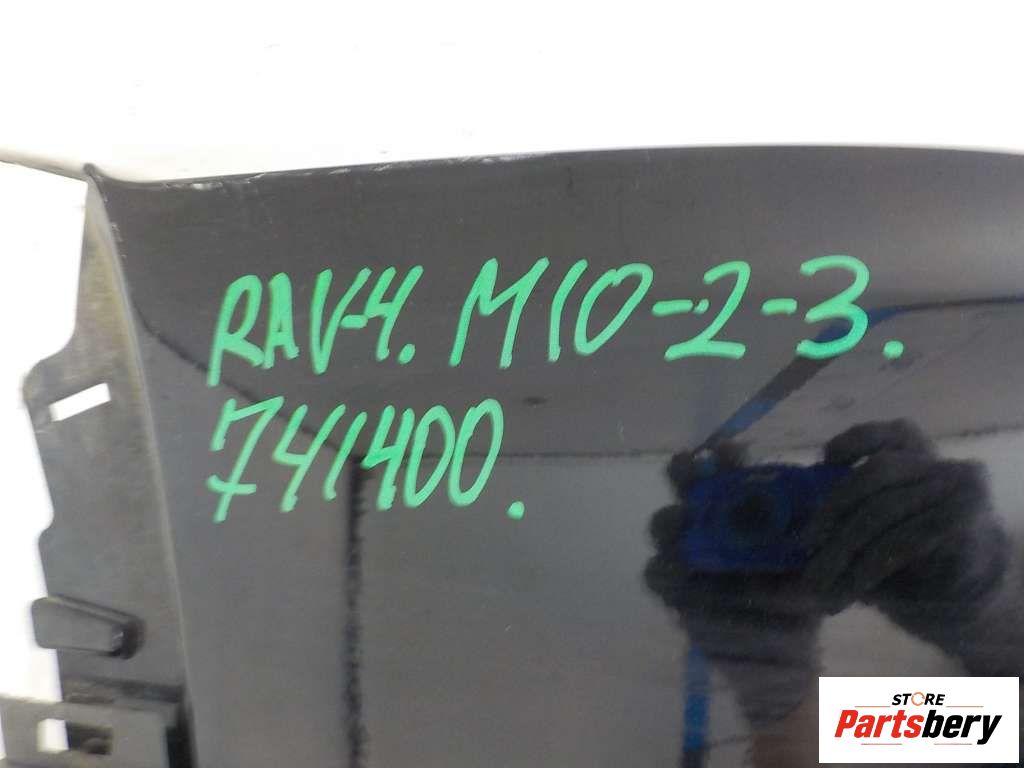 RAV-4. M10-2-3.
741400.
STORE
Partsbery